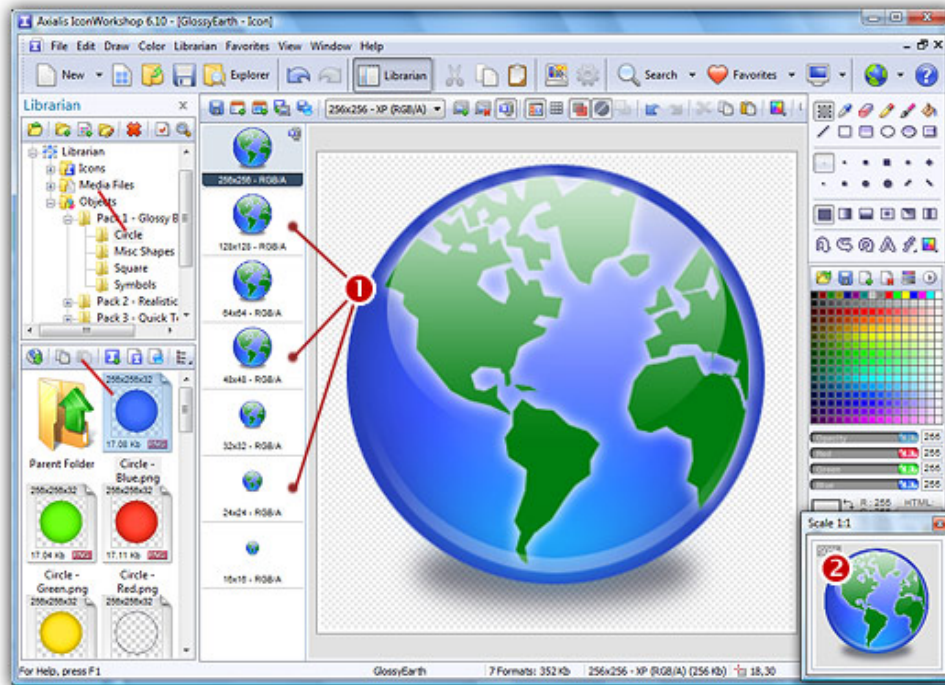 Axialis IconWorkshop 6.10 - [GlossyEarth - Icon]
File Edit Draw Color Librarian Favorites View Window Help
New Explorer Librarian Search Favorites
Librarian
256x256 - XP (RGB/A)
Librarian
Icons
Media Files
Objects
Pack 1 - Glossy B
Circle
Misc Shapes
Square
Symbols
Pack 2 - Realistic
Pack 3 - Quick T
256x256x32
17.08 Kb PNG
Parent Folder
Circle - Blue.png
256x256x32
17.04 Kb PNG
256x256x32
17.11 Kb PNG
Circle - Green.png
Circle - Red.png
256x256x32
256x256x32
256x256 - RGB/A
128x128 - RGB/A
64x64 - RGB/A
48x48 - RGB/A
32x32 - RGB/A
24x24 - RGB/A
16x16 - RGB/A
1
Opacity 255
Red 255
Green 255
Blue 255
R : 255 HTML:
Scale 1:1
2
For Help, press F1
GlossyEarth
7 Formats: 352 Kb
256x256 - XP (RGB/A) (256 Kb)
18,30